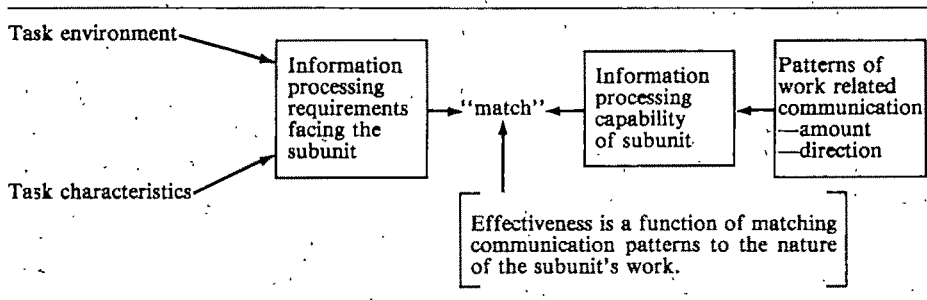 Task environment
Information
processing
requirements
facing the
subunit
"match"
Information
processing
capability
of subunit
Patterns of
work related
communication
—amount
—direction
Task characteristics
Effectiveness is a function of matching
communication patterns to the nature
of the subunit's work.